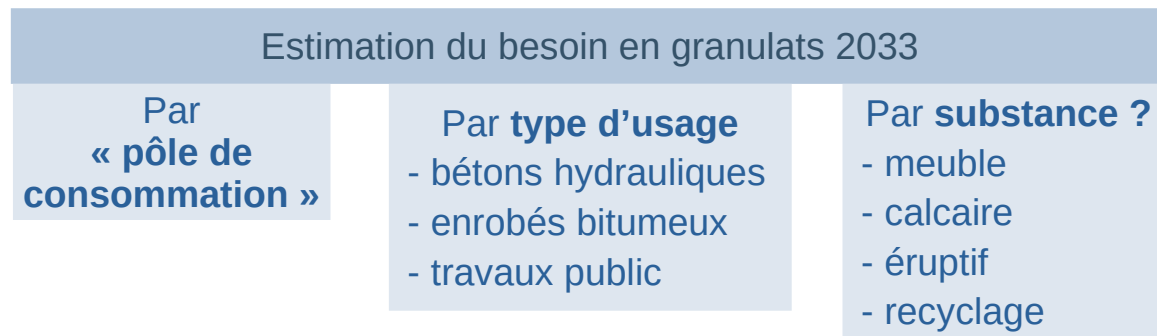 Estimation du besoin en granulats 2033
Par
« pôle de
consommation »
Par type d’usage
- bétons hydrauliques
- enrobés bitumeux
- travaux public
Par substance ?
- meuble
- calcaire
- éruptif
- recyclage